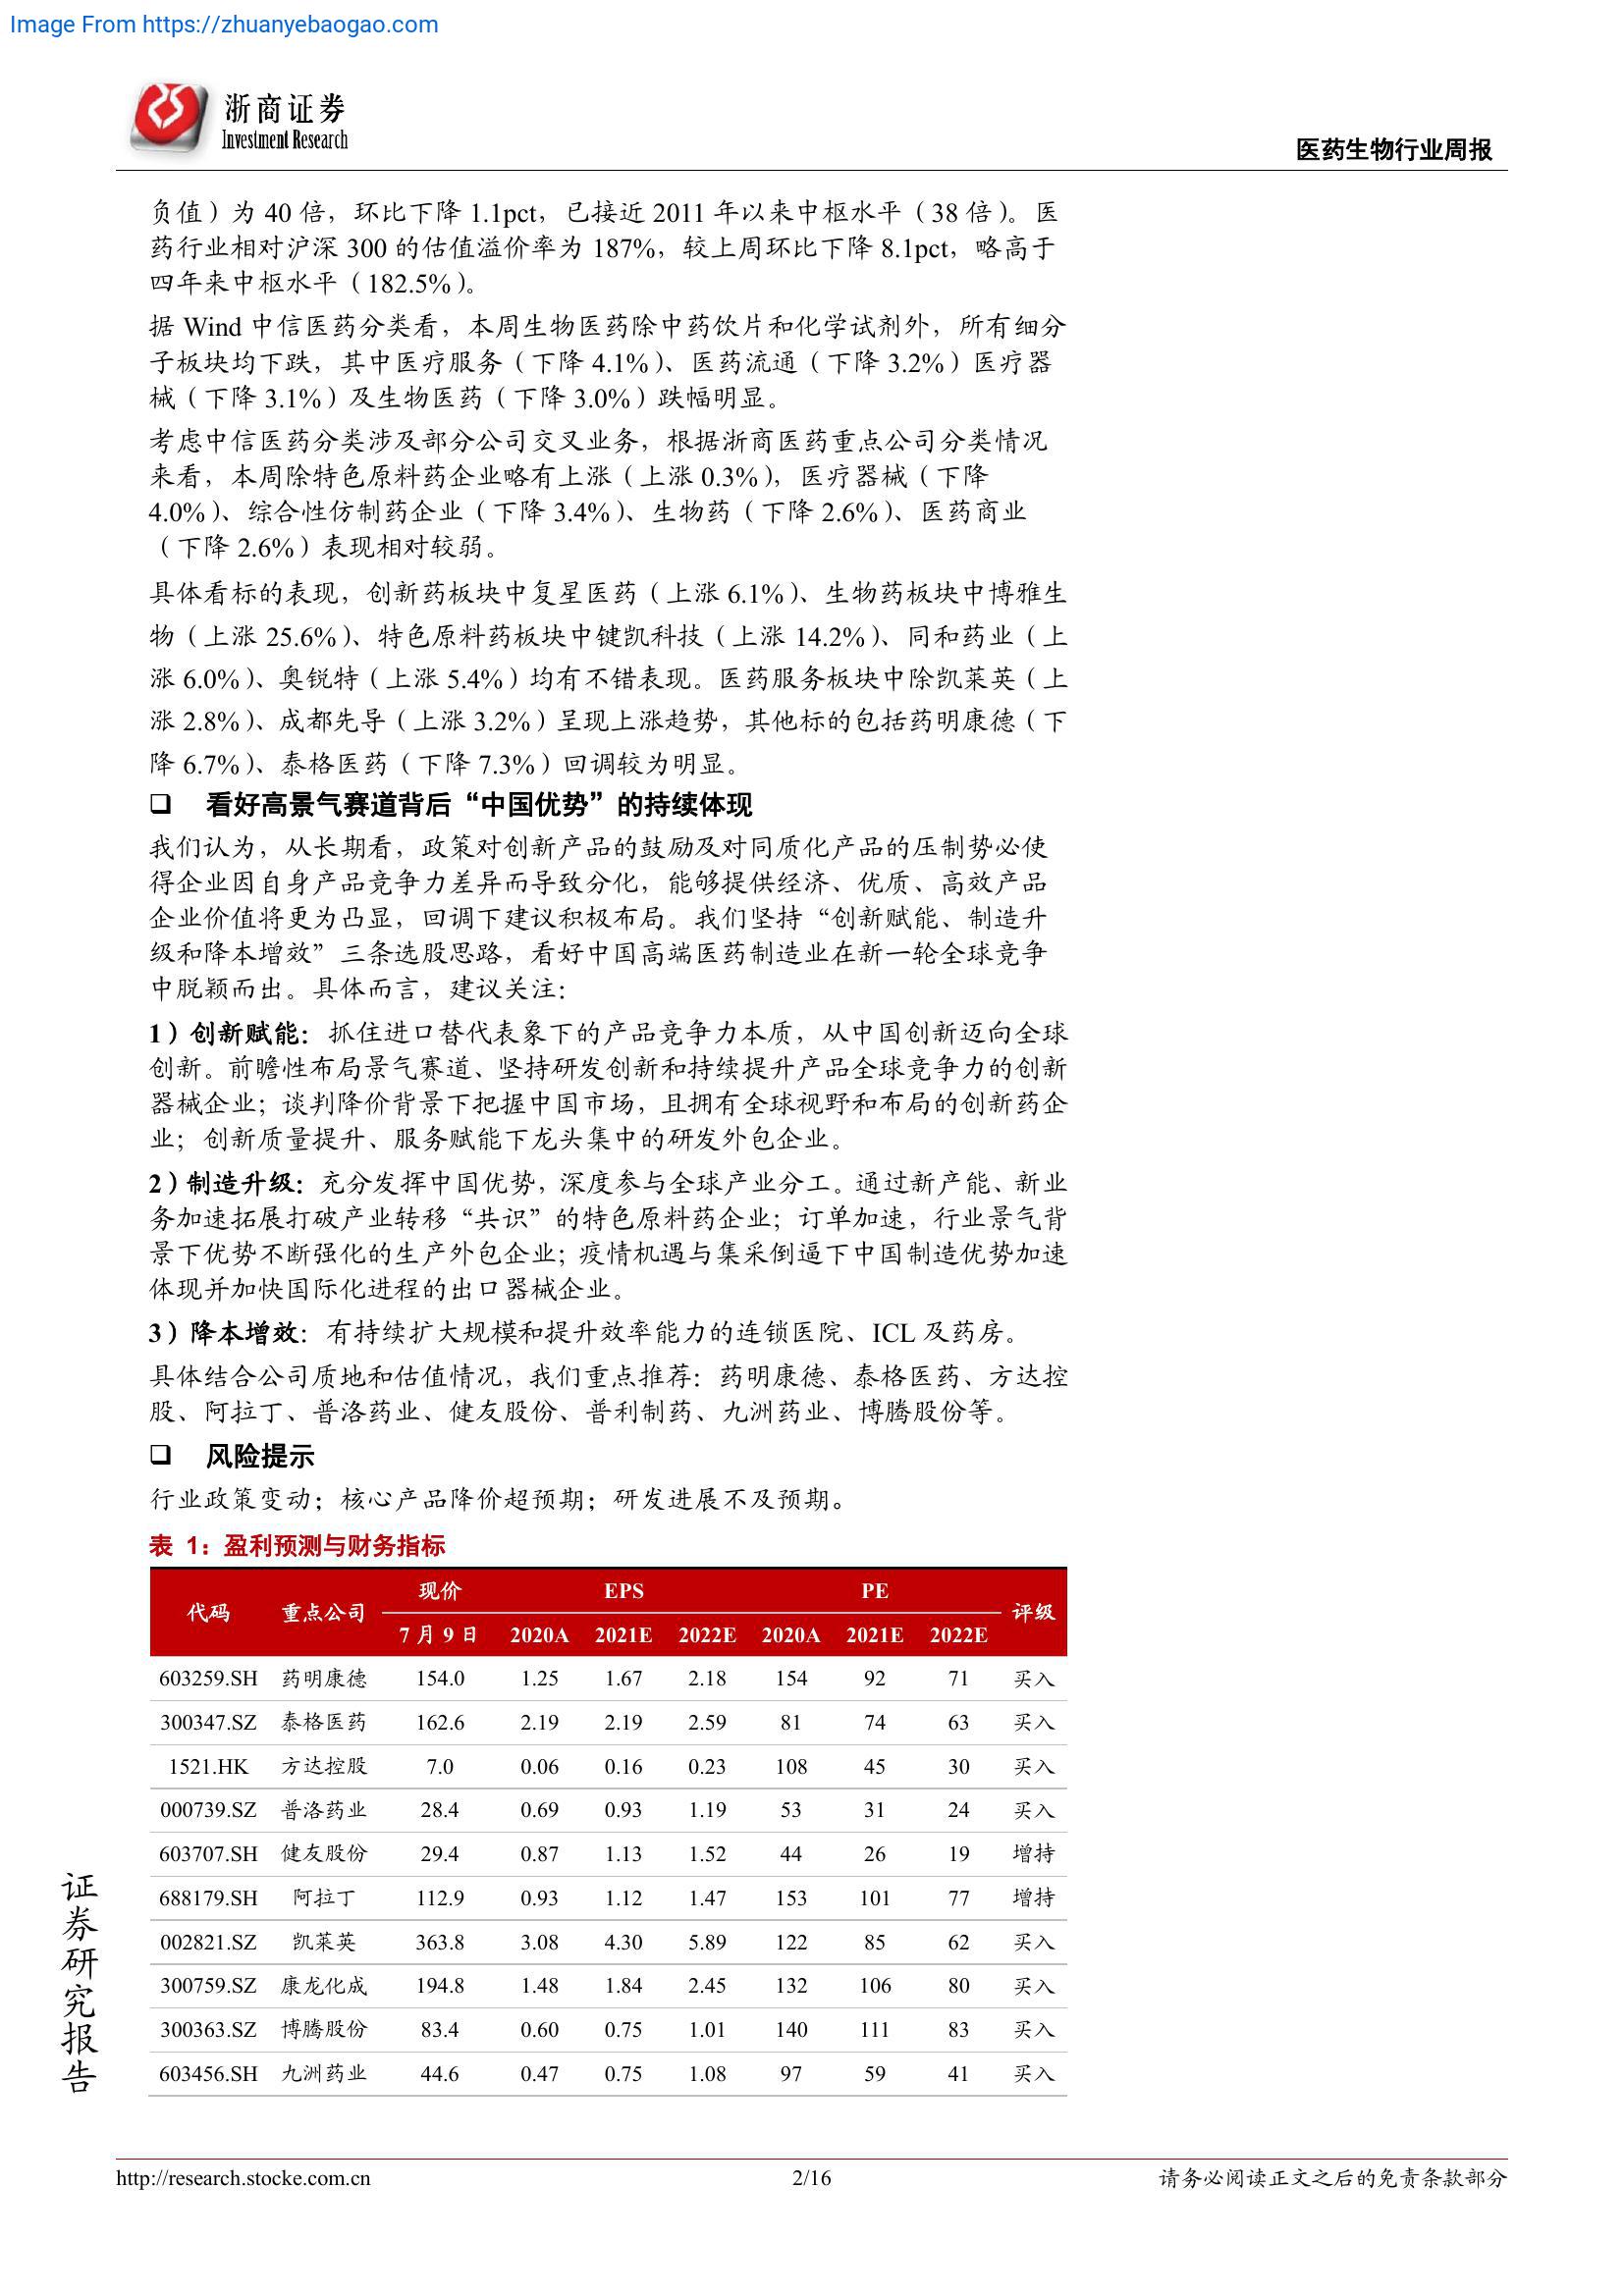 Image From https://zhuanyebaogao.com
浙商证券
Investment Research
医药生物行业周报
负值）为 40 倍，环比下降 1.1pct，已接近 2011 年以来中枢水平（38 倍）。医
药行业相对沪深 300 的估值溢价率为 187%，较上周环比下降 8.1pct，略高于
四年来中枢水平（182.5%）。
据 Wind 中信医药分类看，本周生物医药除中药饮片和化学试剂外，所有细分
子板块均下跌，其中医疗服务（下降 4.1%）、医药流通（下降 3.2%）医疗器
械（下降 3.1%）及生物医药（下降 3.0%）跌幅明显。
考虑中信医药分类涉及部分公司交叉业务，根据浙商医药重点公司分类情况
来看，本周除特色原料药企业略有上涨（上涨 0.3%），医疗器械（下降
4.0%）、综合性仿制药企业（下降 3.4%）、生物药（下降 2.6%）、医药商业
（下降 2.6%）表现相对较弱。
具体看标的表现，创新药板块中复星医药（上涨 6.1%）、生物药板块中博雅生
物（上涨 25.6%）、特色原料药板块中键凯科技（上涨 14.2%）、同和药业（上
涨 6.0%）、奥锐特（上涨 5.4%）均有不错表现。医药服务板块中除凯莱英（上
涨 2.8%）、成都先导（上涨 3.2%）呈现上涨趋势，其他标的包括药明康德（下
降 6.7%）、泰格医药（下降 7.3%）回调较为明显。
❑ 看好高景气赛道背后“中国优势”的持续体现
我们认为，从长期看，政策对创新产品的鼓励及对同质化产品的压制势必使
得企业因自身产品竞争力差异而导致分化，能够提供经济、优质、高效产品
企业价值将更为凸显，回调下建议积极布局。我们坚持“创新赋能、制造升
级和降本增效”三条选股思路，看好中国高端医药制造业在新一轮全球竞争
中脱颖而出。具体而言，建议关注：
1）创新赋能：抓住进口替代表象下的产品竞争力本质，从中国创新迈向全球
创新。前瞻性布局景气赛道、坚持研发创新和持续提升产品全球竞争力的创新
器械企业；谈判降价背景下把握中国市场，且拥有全球视野和布局的创新药企
业；创新质量提升、服务赋能下龙头集中的研发外包企业。
2）制造升级：充分发挥中国优势，深度参与全球产业分工。通过新产能、新业
务加速拓展打破产业转移“共识”的特色原料药企业；订单加速，行业景气背
景下优势不断强化的生产外包企业；疫情机遇与集采倒逼下中国制造优势加速
体现并加快国际化进程的出口器械企业。
3）降本增效：有持续扩大规模和提升效率能力的连锁医院、ICL 及药房。
具体结合公司质地和估值情况，我们重点推荐：药明康德、泰格医药、方达控
股、阿拉丁、普洛药业、健友股份、普利制药、九洲药业、博腾股份等。
❑ 风险提示
行业政策变动；核心产品降价超预期；研发进展不及预期。
表 1：盈利预测与财务指标
代码 重点公司 现价 EPS PE 评级
7 月 9 日 2020A 2021E 2022E 2020A 2021E 2022E
603259.SH 药明康德 154.0 1.25 1.67 2.18 154 92 71 买入
300347.SZ 泰格医药 162.6 2.19 2.19 2.59 81 74 63 买入
1521.HK 方达控股 7.0 0.06 0.16 0.23 108 45 30 买入
000739.SZ 普洛药业 28.4 0.69 0.93 1.19 53 31 24 买入
603707.SH 健友股份 29.4 0.87 1.13 1.52 44 26 19 增持
688179.SH 阿拉丁 112.9 0.93 1.12 1.47 153 101 77 增持
002821.SZ 凯莱英 363.8 3.08 4.30 5.89 122 85 62 买入
300759.SZ 康龙化成 194.8 1.48 1.84 2.45 132 106 80 买入
300363.SZ 博腾股份 83.4 0.60 0.75 1.01 140 111 83 买入
603456.SH 九洲药业 44.6 0.47 0.75 1.08 97 59 41 买入
证券研究报告
http://research.stocke.com.cn 2/16 请务必阅读正文之后的免责条款部分